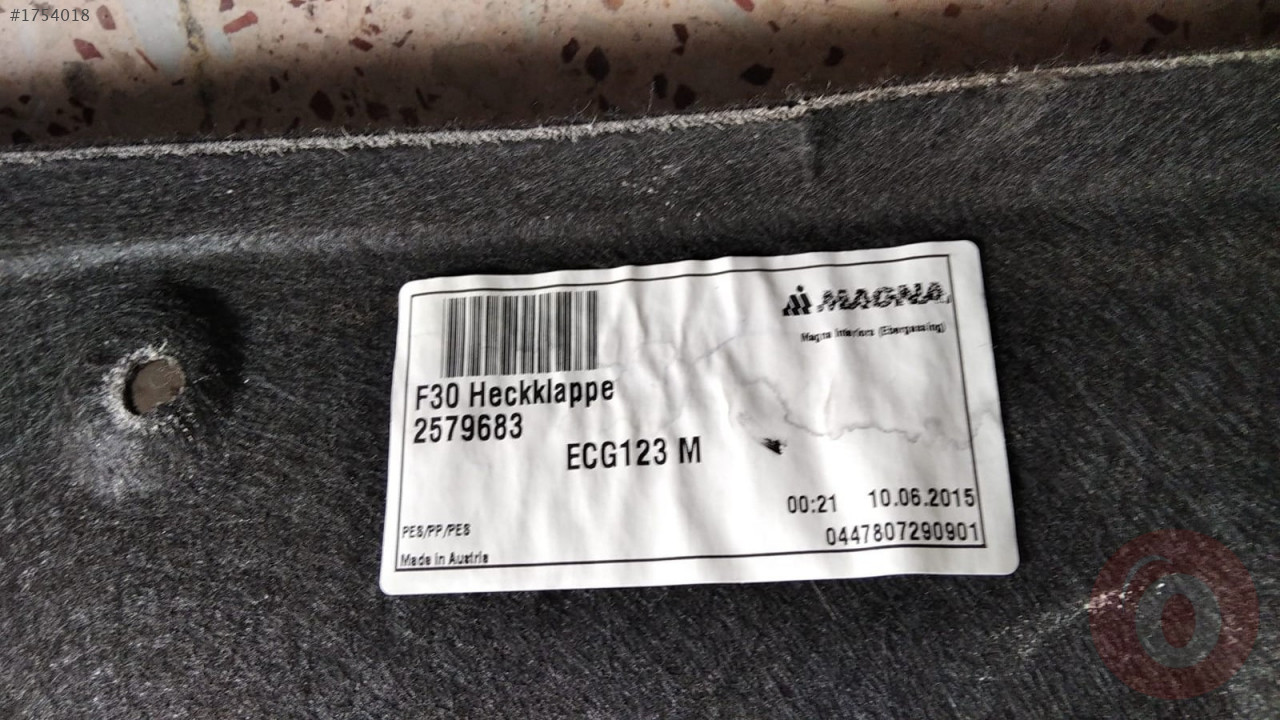 #1754018
MAGNA
Magna Interiors (Ebergassing)
F30 Heckklappe
2579683
ECG123 M
00:21 10.06.2015
PES/PP/PES
0447807290901
Made in Austria